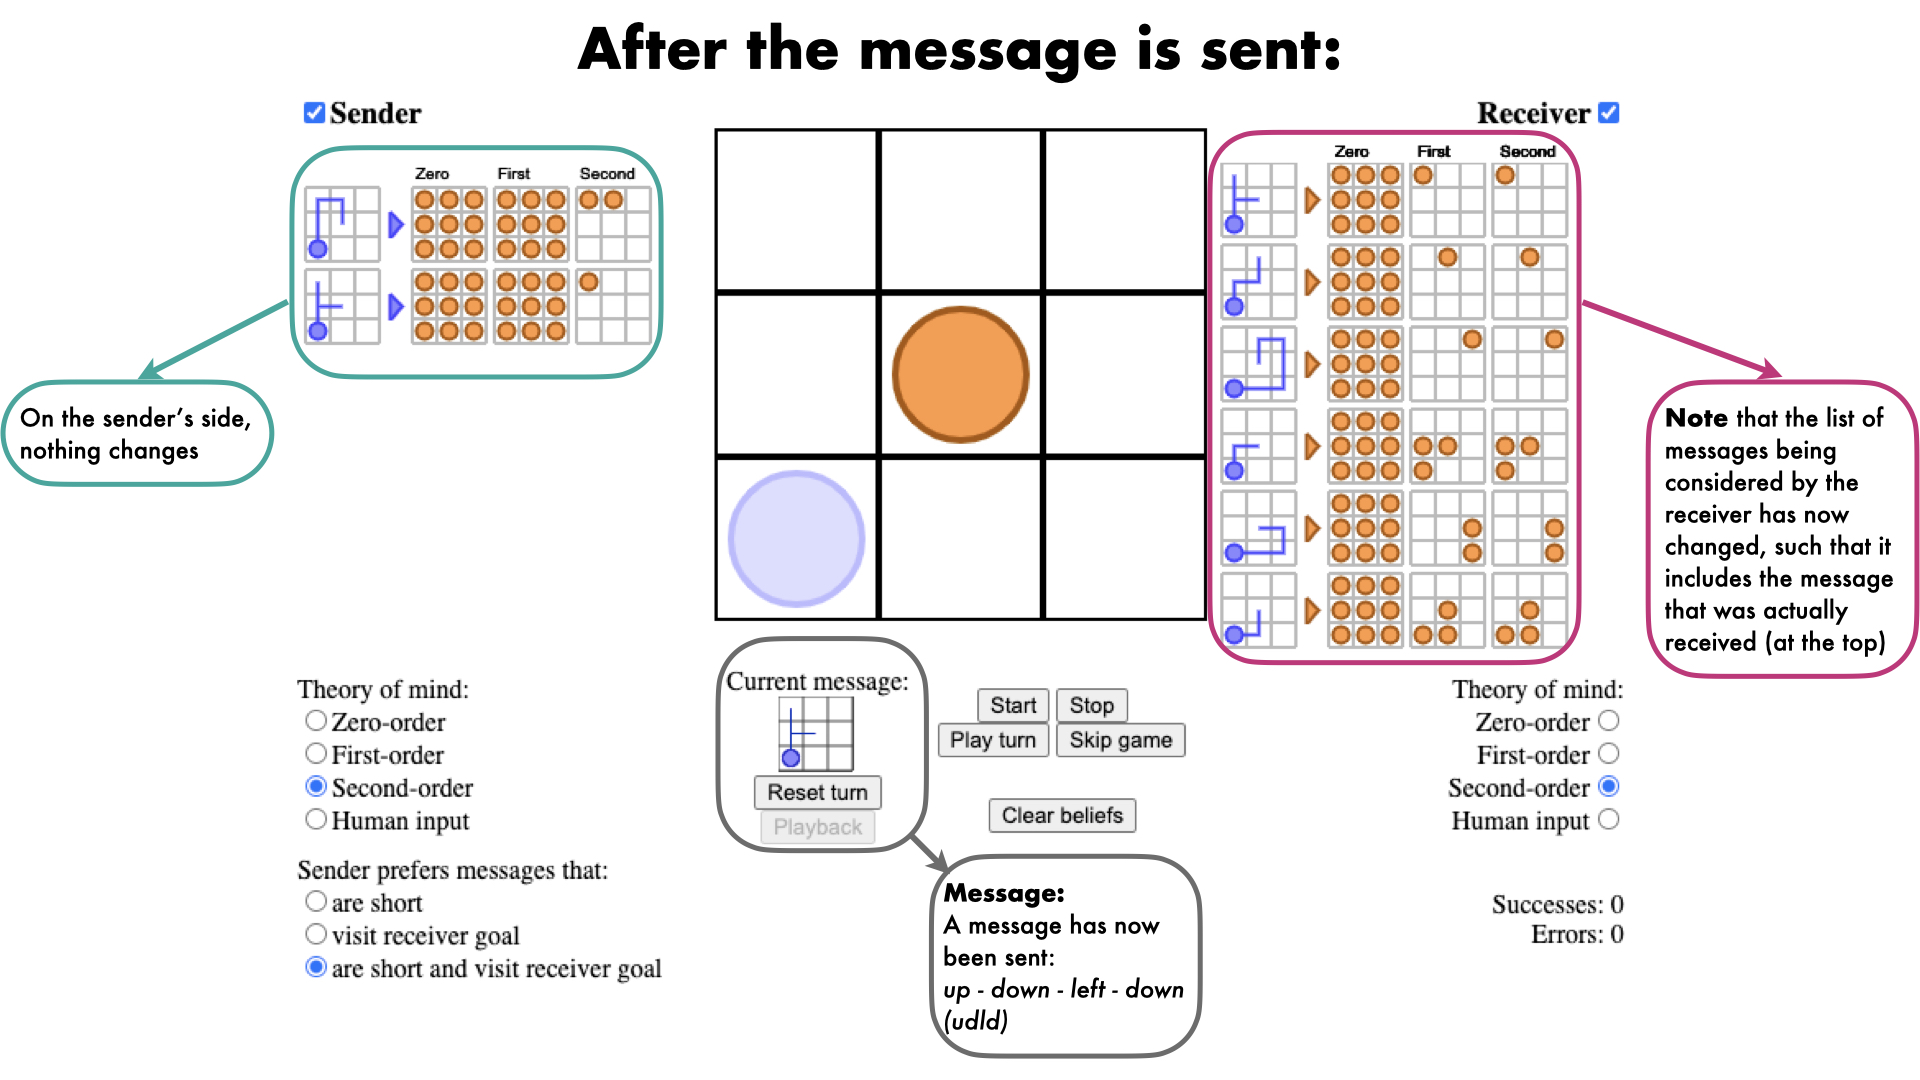 After the message is sent:
Sender
Receiver
Zero First Second
Zero First Second
On the sender's side,
nothing changes
Note that the list of
messages being
considered by the
receiver has now
changed, such that it
includes the message
that was actually
received (at the top)
Theory of mind:
Zero-order
First-order
Second-order
Human input
Sender prefers messages that:
are short
visit receiver goal
are short and visit receiver goal
Current message:
Reset turn
Playback
Start Stop
Play turn Skip game
Clear beliefs
Message:
A message has now
been sent:
up - down - left - down
(udld)
Theory of mind:
Zero-order
First-order
Second-order
Human input
Successes: 0
Errors: 0